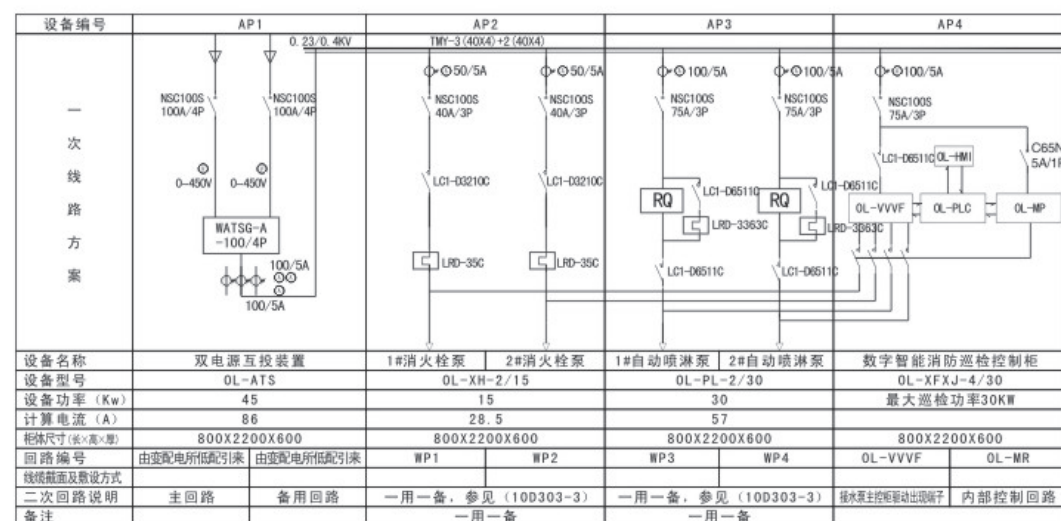 设备编号 AP1 AP2 AP3 AP4
0.23/0.4KV TMY-3(40X4)+2(40X4)
50/5A 50/5A 100/5A 100/5A 100/5A
NSC100S NSC100S NSC100S NSC100S NSC100S NSC100S NSC100S
100A/4P 100A/4P 40A/3P 40A/3P 75A/3P 75A/3P 75A/3P
一次线路方案
C65N
5A/1P
LC1-D6511C OL-HMI
0-450V 0-450V LC1-D3210C LC1-D3210C LC1-D6511C LC1-D6511C
RQ RQ OL-VVVF OL-PLC OL-MP
WATSG-A
-100/4P
LRD-3363C LRD-3363C
100/5A LRD-35C LRD-35C LC1-D6511C LC1-D6511C
100/5A
设备名称 双电源互投装置 1#消火栓泵 2#消火栓泵 1#自动喷淋泵 2#自动喷淋泵 数字智能消防巡检控制柜
设备型号 OL-ATS OL-XH-2/15 OL-PL-2/30 OL-XFXJ-4/30
设备功率(Kw) 45 15 30 最大巡检功率30KW
计算电流(A) 86 28.5 57
柜体尺寸(长×高×厚) 800X2200X600 800X2200X600 800X2200X600 800X2200X600
回路编号 由变配电所低配引来 由变配电所低配引来 WP1 WP2 WP3 WP4 OL-VVVF OL-MR
线缆截面及敷设方式
二次回路说明 主回路 备用回路 一用一备，参见(10D303-3) 一用一备，参见(10D303-3) 接水泵主控柜驱动出现端子 内部控制回路
备注 一用一备 一用一备